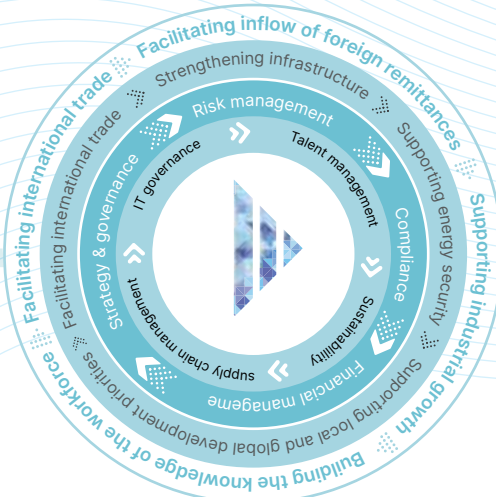 Facilitating inflow of foreign remittances
Supporting industrial growth
Building the knowledge of the workforce
Facilitating international trade
Strengthening infrastructure
Supporting energy security
Supporting local and global development priorities
Facilitating international trade
Risk management
Compliance
Financial manageme
Strategy & governance
Talent management
Sustainability
supply chain management
IT governance